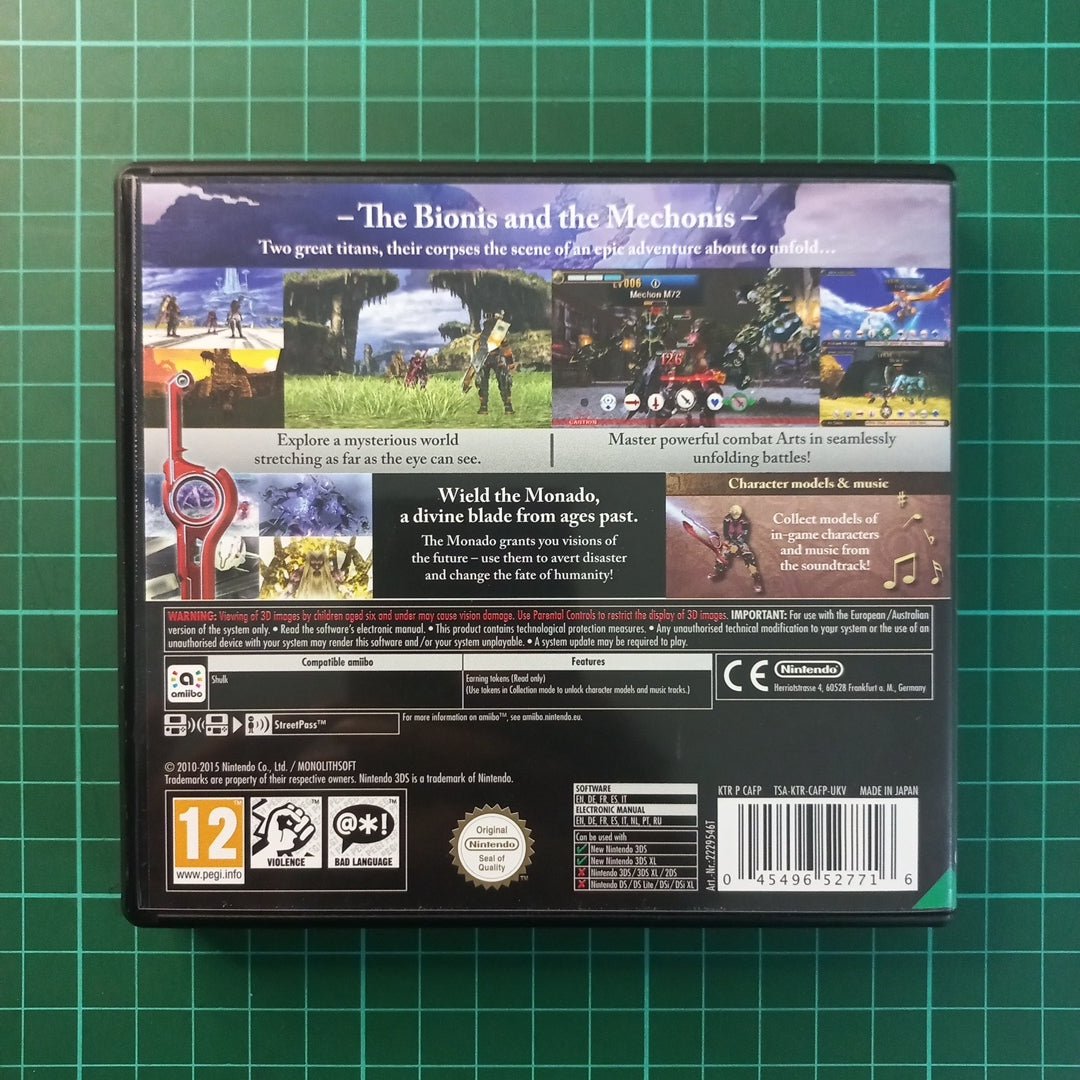 – The Bionis and the Mechonis –
Two great titans, their corpses the scene of an epic adventure about to unfold...
LV006
Mechon M72
126
CAUTION
Explore a mysterious world
stretching as far as the eye can see.
Master powerful combat Arts in seamlessly
unfolding battles!
Wield the Monado,
a divine blade from ages past.
The Monado grants you visions of
the future – use them to avert disaster
and change the fate of humanity!
Character models & music
Collect models of
in-game characters
and music from
the soundtrack!
WARNING: Viewing of 3D images by children aged six and under may cause vision damage. Use Parental Controls to restrict the display of 3D images. IMPORTANT: For use with the European/Australian
version of the system only. • Read the software's electronic manual. • This product contains technological protection measures. • Any unauthorised technical modification to your system or the use of an
unauthorised device with your system may render this software and/or your system unplayable. • A system update may be required to play.
amiibo
Compatible amiibo
Shulk
Features
Earning tokens (Read only)
(Use tokens in Collection mode to unlock character models and music tracks.)
CE
Nintendo
Herriotstrasse 4, 60528 Frankfurt a. M., Germany
StreetPass™
For more information on amiibo™, see amiibo.nintendo.eu.
© 2010-2015 Nintendo Co., Ltd. / MONOLITHSOFT
Trademarks are property of their respective owners. Nintendo 3DS is a trademark of Nintendo.
12
™
www.pegi.info
™
VIOLENCE
™
@*!
BAD LANGUAGE
Original
Nintendo
Seal of
Quality
™
SOFTWARE
EN, DE, FR, ES, IT
ELECTRONIC MANUAL
EN, DE, FR, ES, IT, NL, PT, RU
Can be used with
New Nintendo 3DS
New Nintendo 3DS XL
Nintendo 3DS/3DS XL/2DS
Nintendo DS/DS Lite/DSi/DSi XL
Art.-Nr.:2229546T
KTR P CAFP TSA-KTR-CAFP-UKV MADE IN JAPAN
0 45496 52771 6